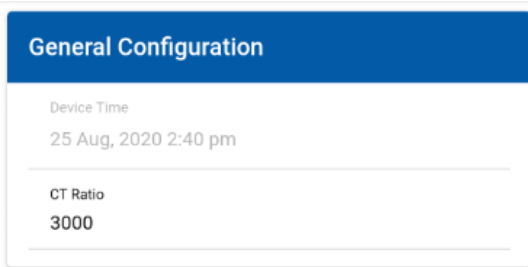 General Configuration
Device Time
25 Aug, 2020 2:40 pm
CT Ratio
3000